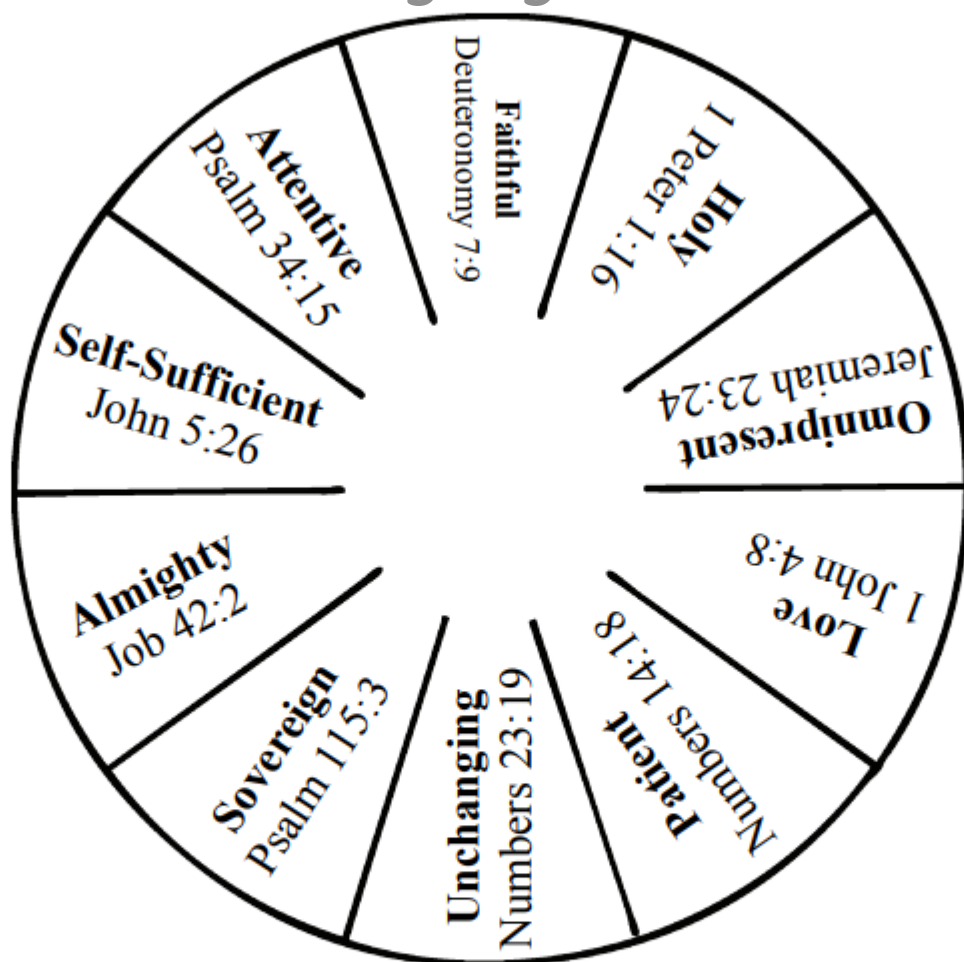 Faithful
Deuteronomy 7:9
Holy
1 Peter 1:16
Omnipresent
Jeremiah 23:24
Love
1 John 4:8
Patient
Numbers 14:18
Unchanging
Numbers 23:19
Sovereign
Psalm 115:3
Almighty
Job 42:2
Self-Sufficient
John 5:26
Attentive
Psalm 34:15